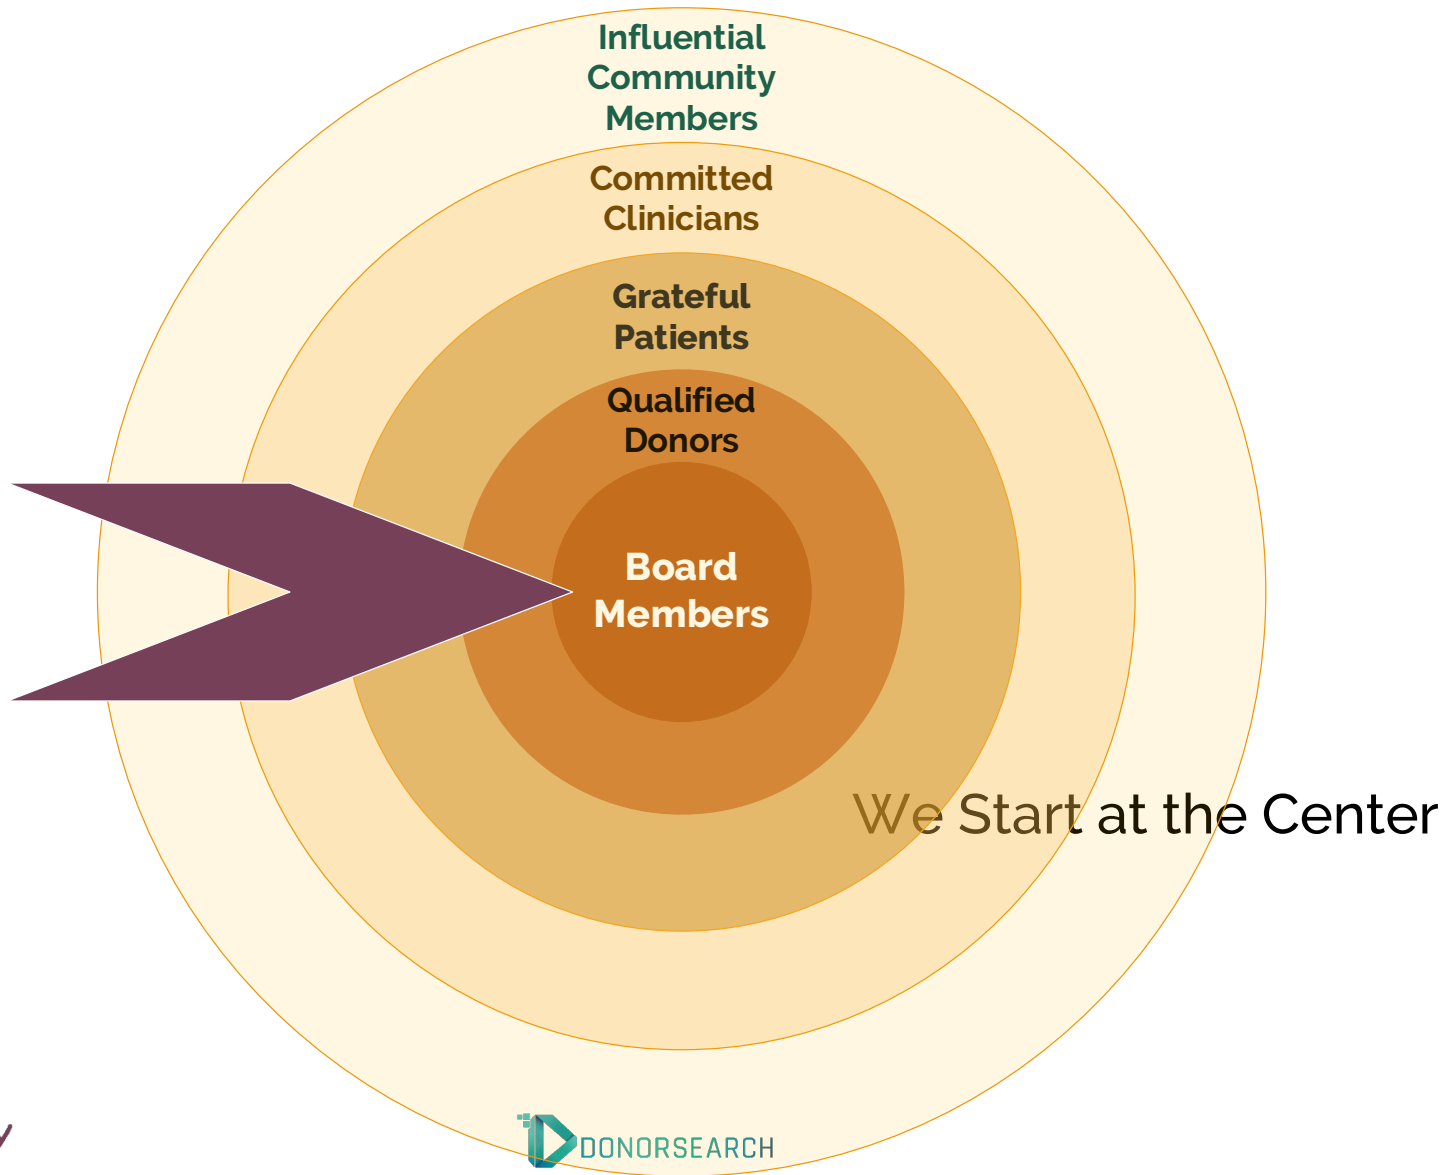 Influential
Community
Members
Committed
Clinicians
Grateful
Patients
Qualified
Donors
Board
Members
We Start at the Center
DONORSEARCH